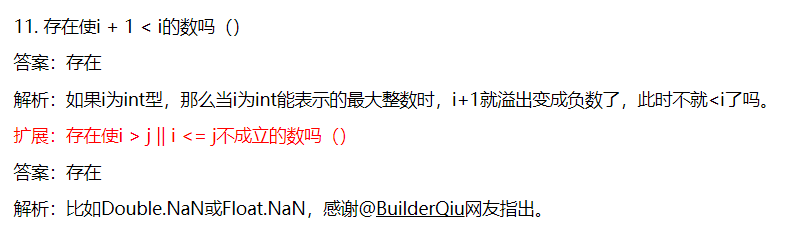 11. 存在使i + 1 < i的数吗（）
答案：存在
解析：如果i为int型，那么当i为int能表示的最大整数时，i+1就溢出变成负数了，此时不就<i了吗。
扩展：存在使i > j || i <= j不成立的数吗（）
答案：存在
解析：比如Double.NaN或Float.NaN，感谢@BuilderQiu网友指出。